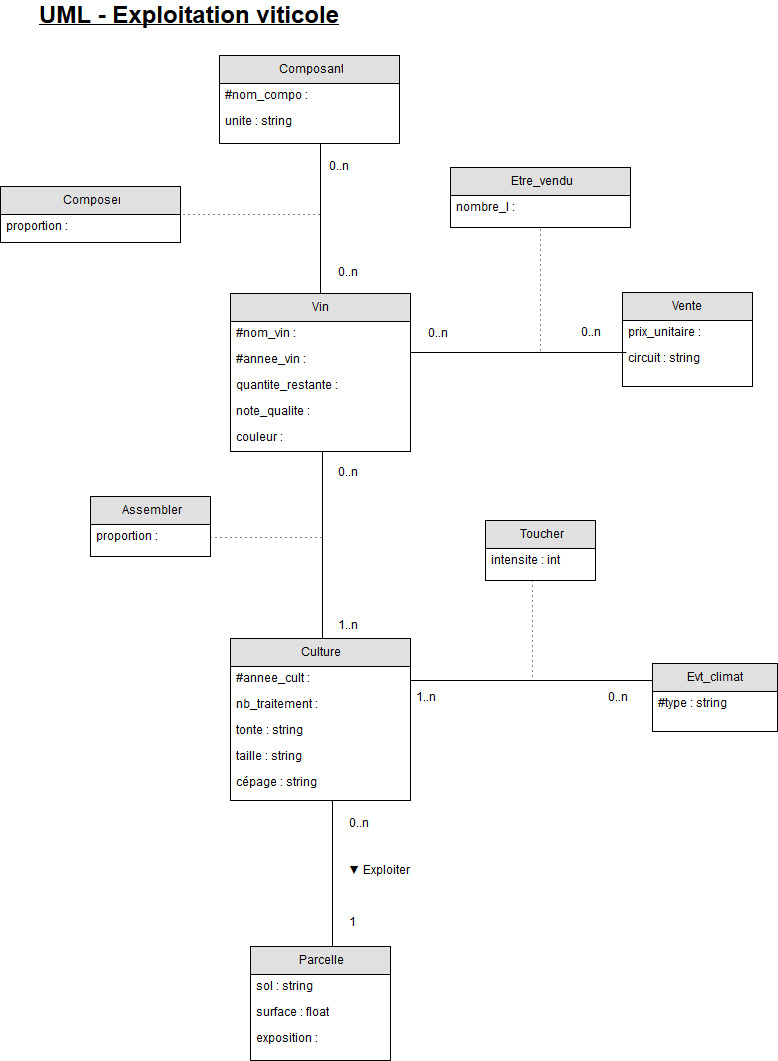 UML - Exploitation viticole
Composant
#nom_compo :
unite : string
0..n
Composer
proportion :
Etre_vendu
nombre_l :
0..n
Vin
#nom_vin :
#annee_vin :
quantite_restante :
note_qualite :
couleur :
0..n
0..n
Vente
prix_unitaire :
circuit : string
0..n
Assembler
proportion :
Toucher
intensite : int
1..n
Culture
#annee_cult :
nb_traitement :
tonte : string
taille : string
cépage : string
1..n
0..n
Evt_climat
#type : string
0..n
▼ Exploiter
1
Parcelle
sol : string
surface : float
exposition :